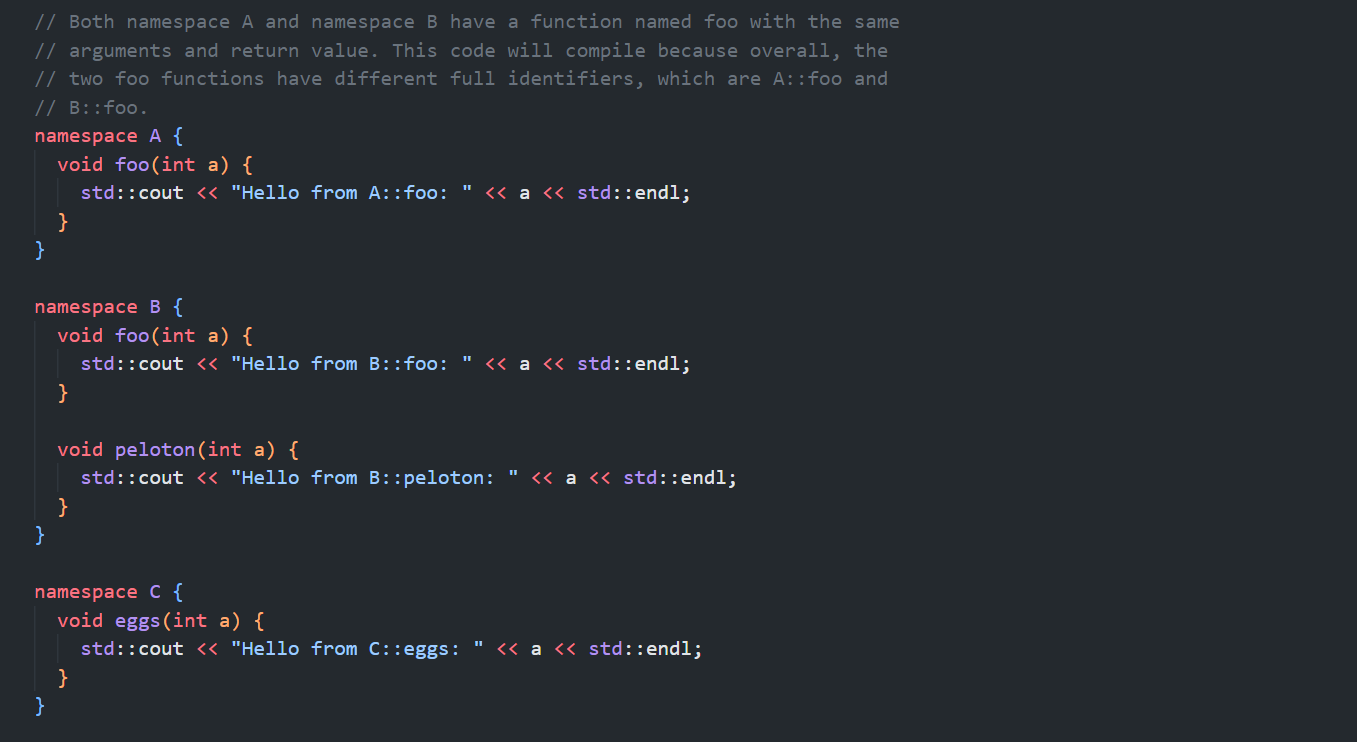 // Both namespace A and namespace B have a function named foo with the same
// arguments and return value. This code will compile because overall, the
// two foo functions have different full identifiers, which are A::foo and
// B::foo.
namespace A {
  void foo(int a) {
    std::cout << "Hello from A::foo: " << a << std::endl;
  }
}

namespace B {
  void foo(int a) {
    std::cout << "Hello from B::foo: " << a << std::endl;
  }

  void peloton(int a) {
    std::cout << "Hello from B::peloton: " << a << std::endl;
  }
}

namespace C {
  void eggs(int a) {
    std::cout << "Hello from C::eggs: " << a << std::endl;
  }
}